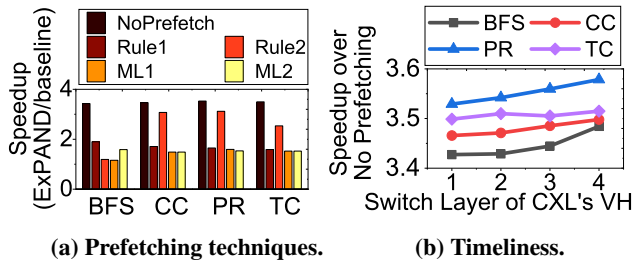 NoPrefetch
Rule1 Rule2
ML1 ML2
Speedup
(ExPAND/baseline)
4
2
0
BFS CC PR TC
(a) Prefetching techniques.
BFS CC
PR TC
Speedup over
No Prefetching
3.6
3.5
3.4
1 2 3 4
Switch Layer of CXL's VH
(b) Timeliness.